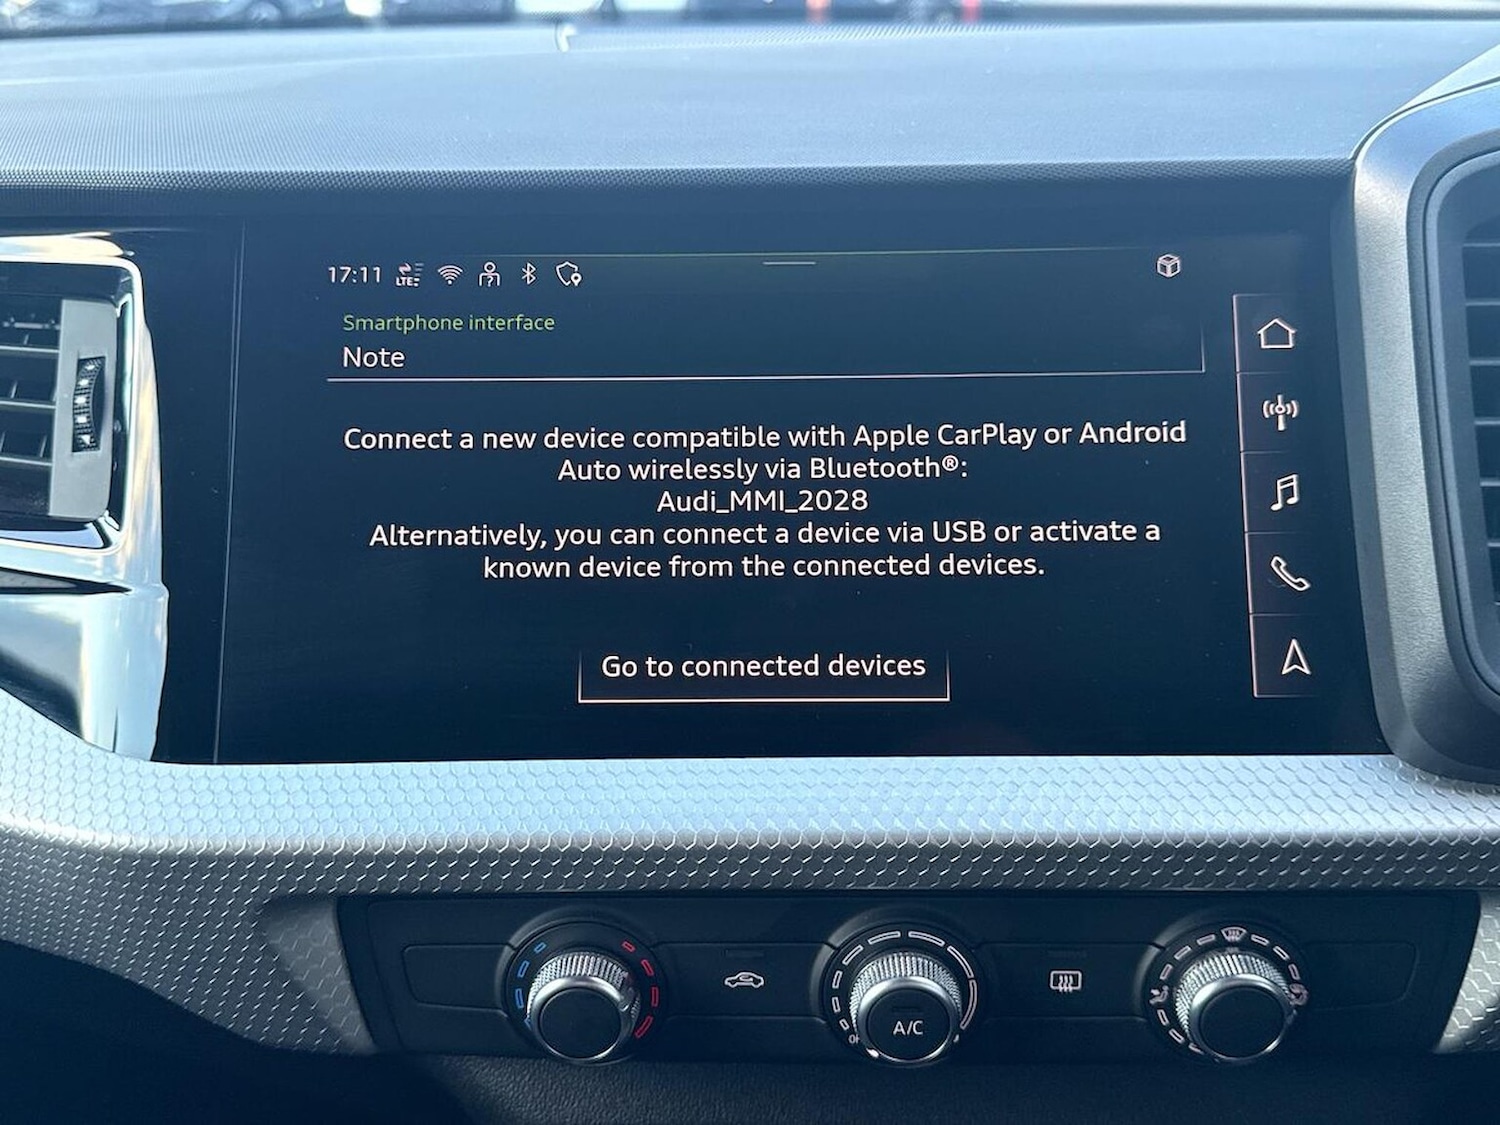 17:11 LTE
Smartphone interface
Note
Connect a new device compatible with Apple CarPlay or Android
Auto wirelessly via Bluetooth®:
Audi_MMI_2028
Alternatively, you can connect a device via USB or activate a
known device from the connected devices.
Go to connected devices
A/C